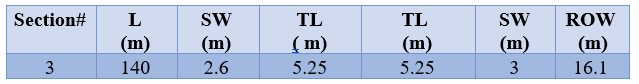 Section# L SW TL TL SW ROW
(m) (m) ( m) (m) (m) (m)
3 140 2.6 5.25 5.25 3 16.1